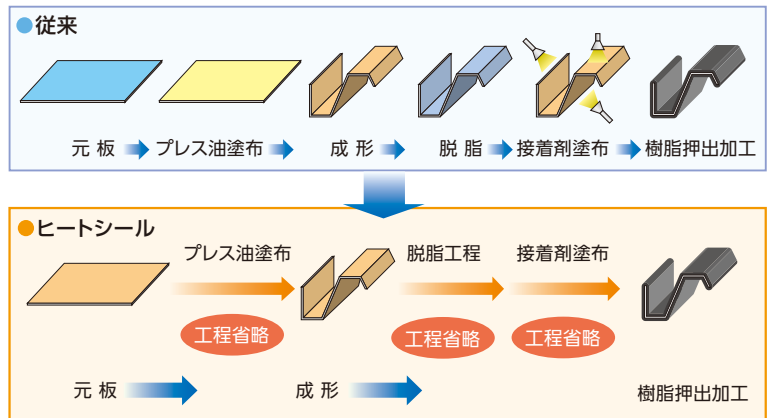 ●従来
元板 プレス油塗布 成形 脱脂 接着剤塗布 樹脂押出加工
●ヒートシール
プレス油塗布 脱脂工程 接着剤塗布
工程省略 工程省略 工程省略
元板 成形 樹脂押出加工